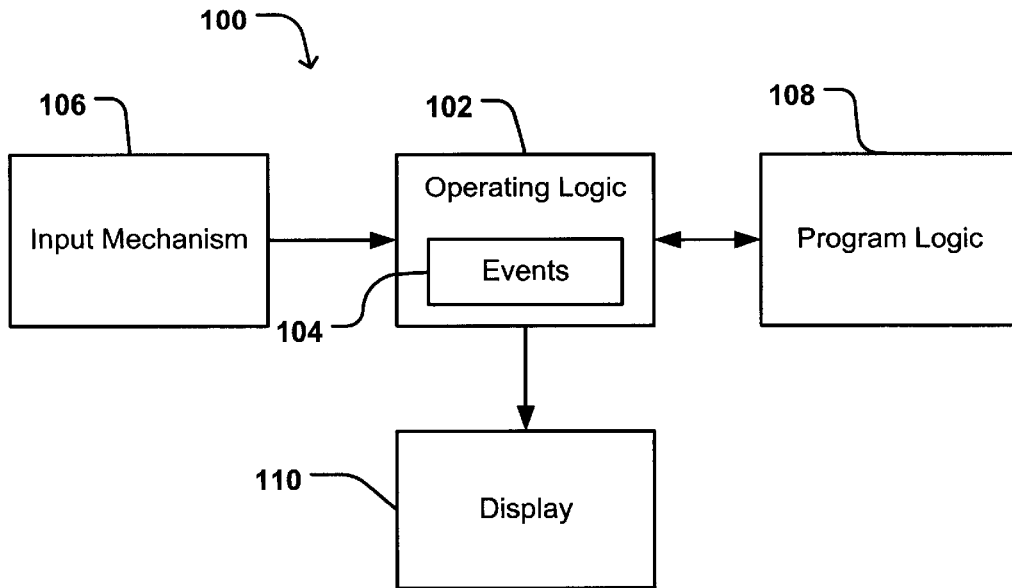 100
106
102
108
Input Mechanism
Operating Logic
Events
104
Program Logic
110
Display